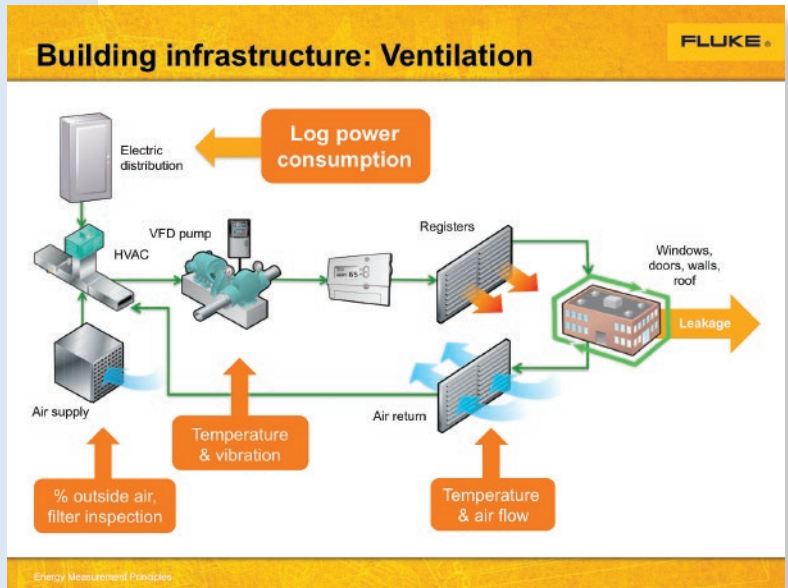 Building infrastructure: Ventilation
FLUKE
Electric
distribution
Log power
consumption
HVAC
VFD pump
Registers
Windows,
doors, walls,
roof
Leakage
Air supply
Air return
Temperature
& vibration
% outside air,
filter inspection
Temperature
& air flow
Energy Measurement Principles